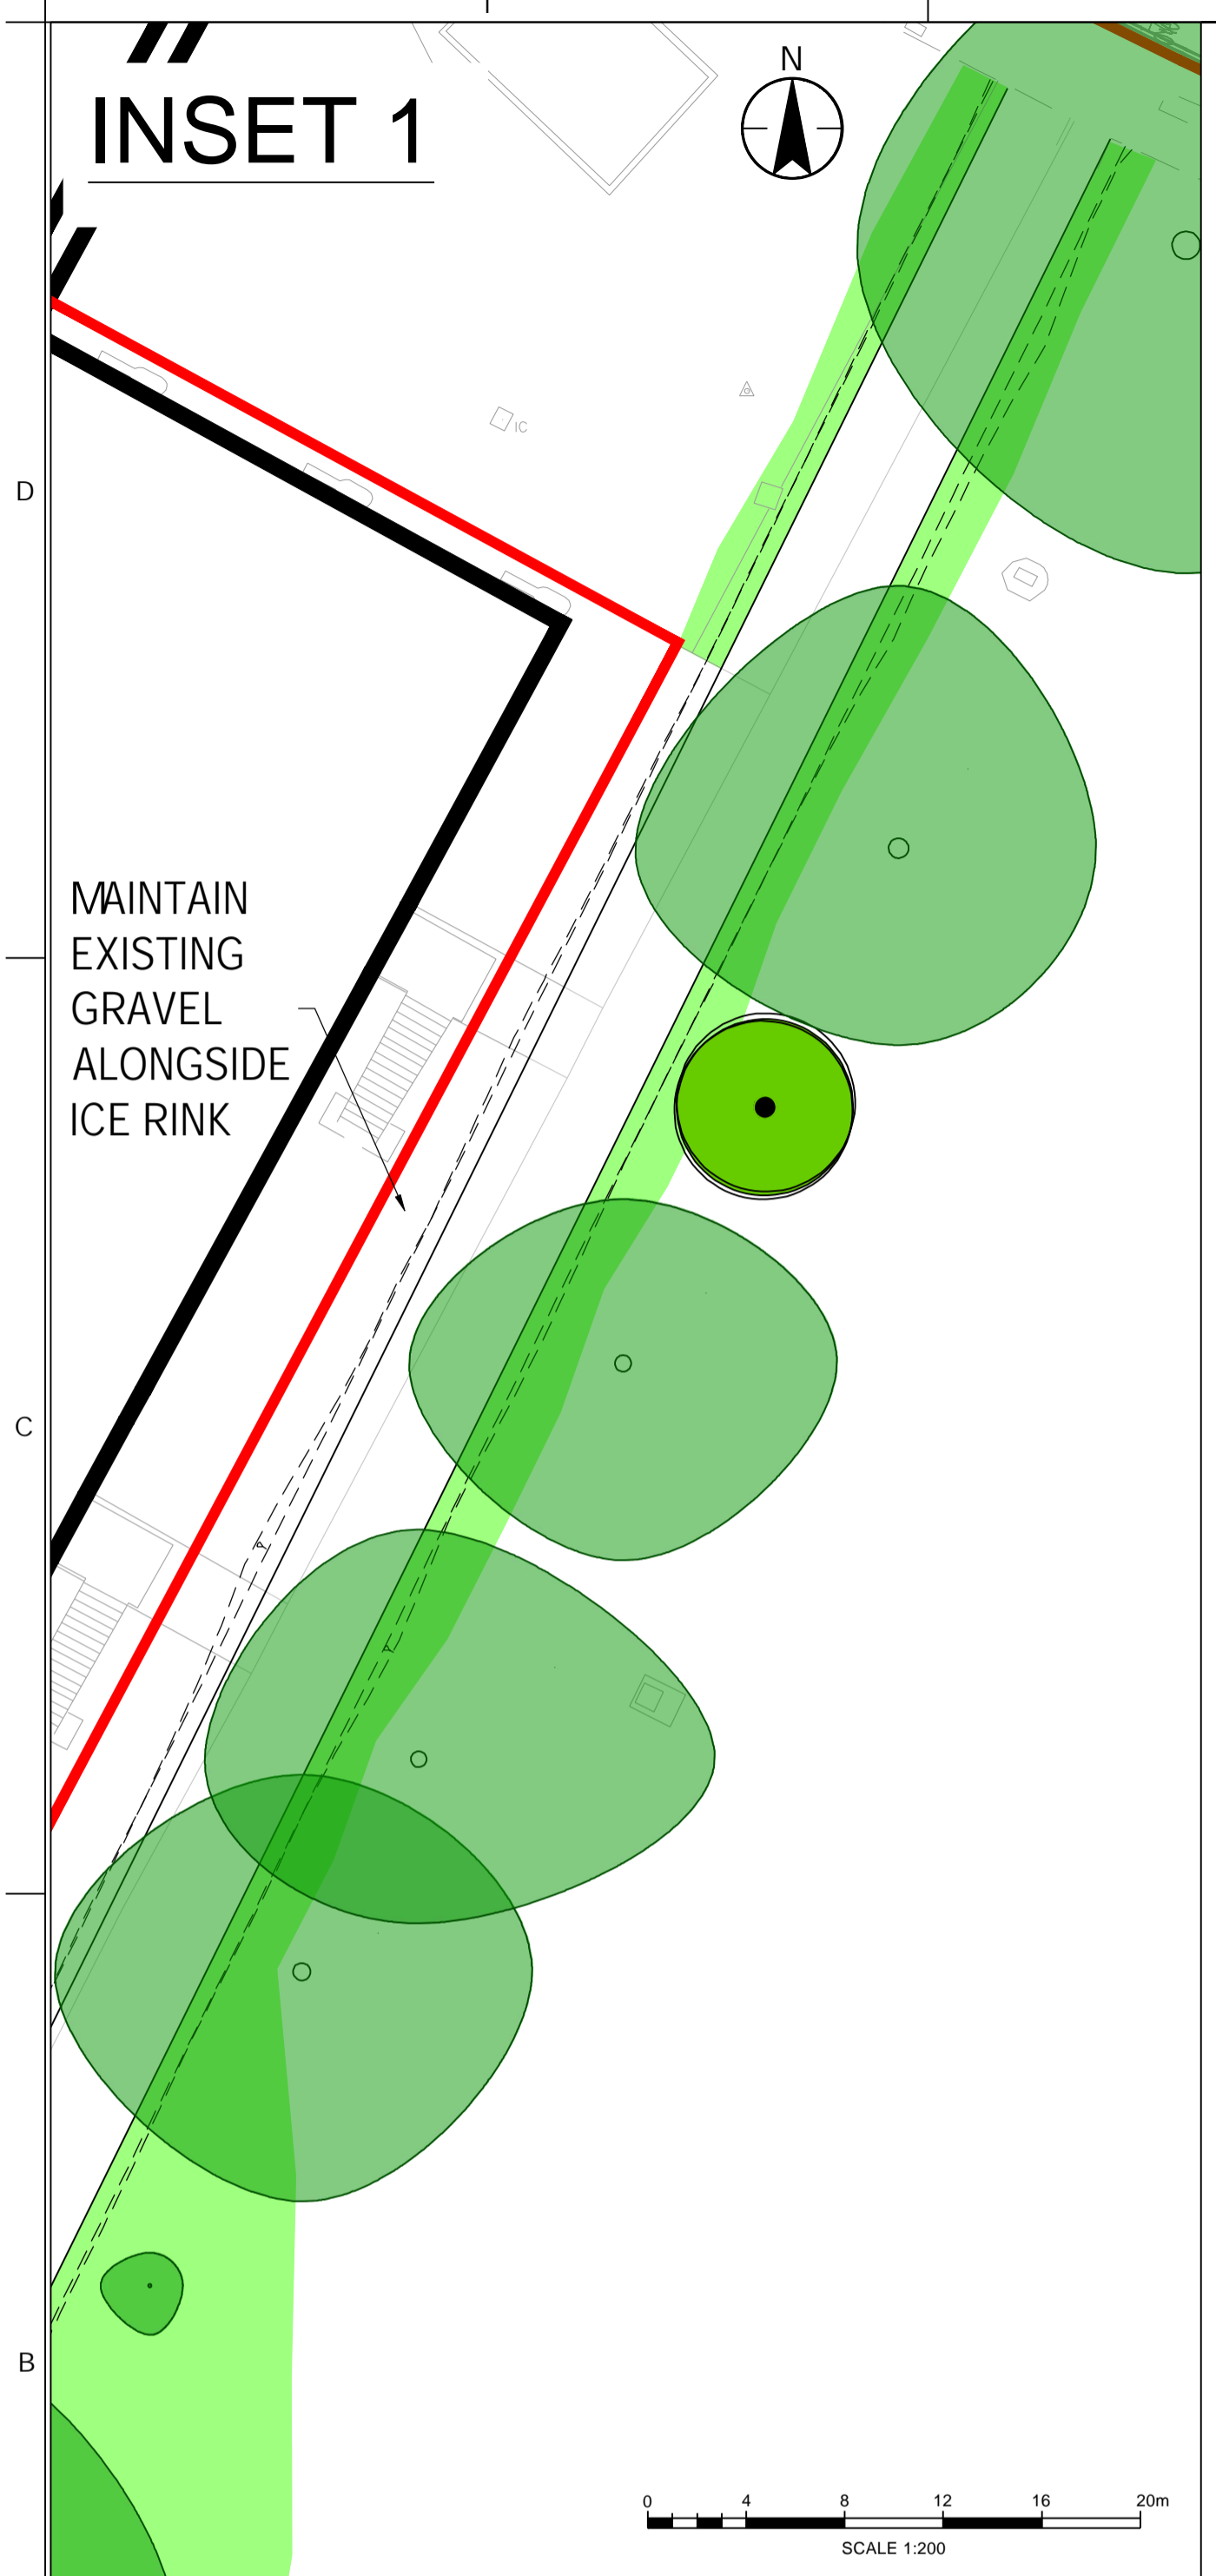 INSET 1
N
D
IC
MAINTAIN
EXISTING
GRAVEL
ALONGSIDE
ICE RINK
C
B
0 4 8 12 16 20m
SCALE 1:200